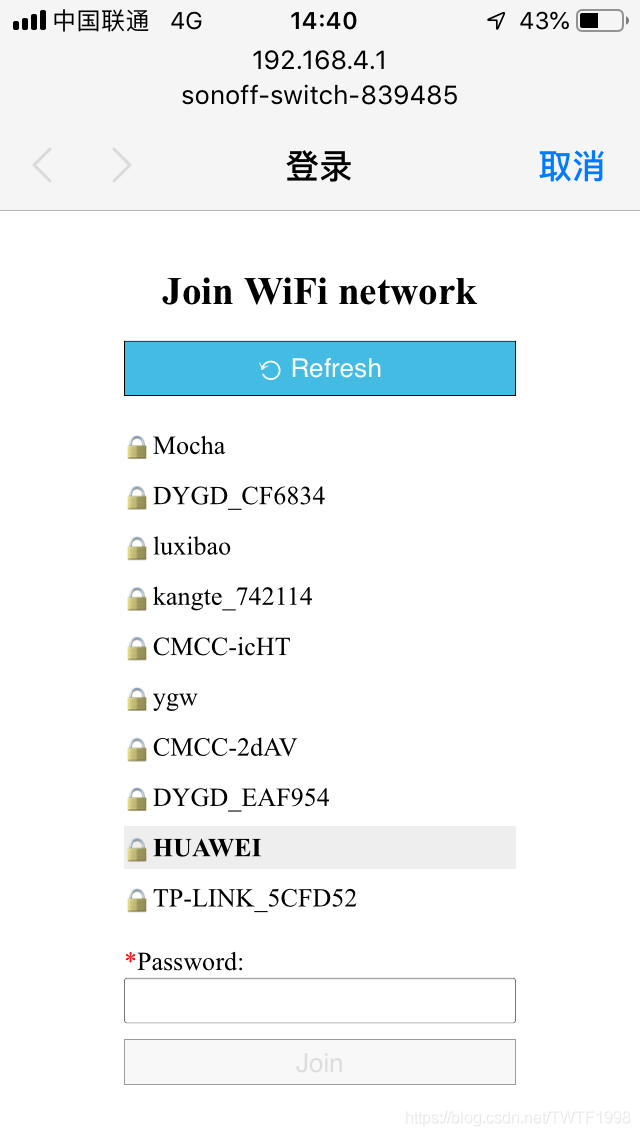 中国联通 4G 14:40 43%
192.168.4.1
sonoff-switch-839485
登录 取消
Join WiFi network
Refresh
Mocha
DYGD_CF6834
luxibao
kangte_742114
CMCC-icHT
ygw
CMCC-2dAV
DYGD_EAF954
HUAWEI
TP-LINK_5CFD52
*Password:
Join
https://blog.csdn.net/TWTF1998